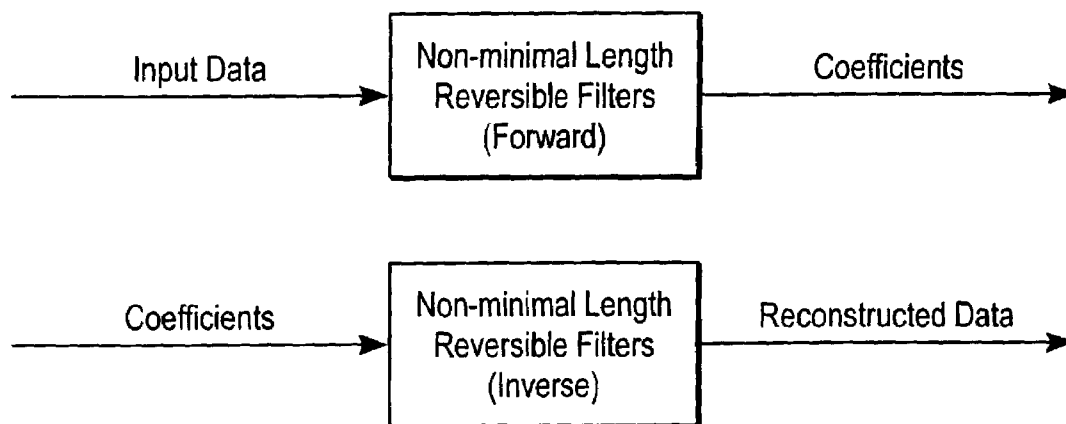 Input Data
Non-minimal Length
Reversible Filters
(Forward)
Coefficients
Coefficients
Non-minimal Length
Reversible Filters
(Inverse)
Reconstructed Data